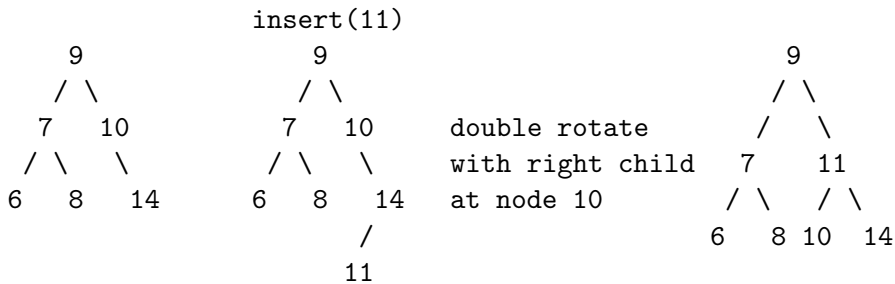 insert(11)
9 9 9
/ \ / \ / \
7 10 7 10 double rotate / \
/ \ \ / \ \ with right child 7 11
6 8 14 6 8 14 at node 10 / \ / \
/ 6 8 10 14
11